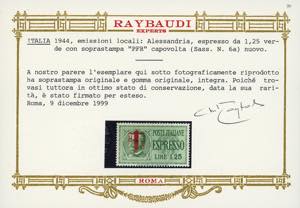 RAYBAUDI
EXPERTS
ITALIA 1944, emissioni locali: Alessandria, espresso da 1,25 ver
de con soprastampa "PFR" capovolta (Sass. N. 6a) nuovo.
A nostro parere l'esemplare qui sotto fotograficamente riprodotto
ha soprastampa originale e gomma originale, integra. Poichè tro-
vasi tuttora in ottimo stato di conservazione, data la sua rari-
tà, è stato firmato per esteso.
Roma, 9 dicembre 1999
POSTE ITALIANE
ESPRESSO
LIRE 1,25
ROMA